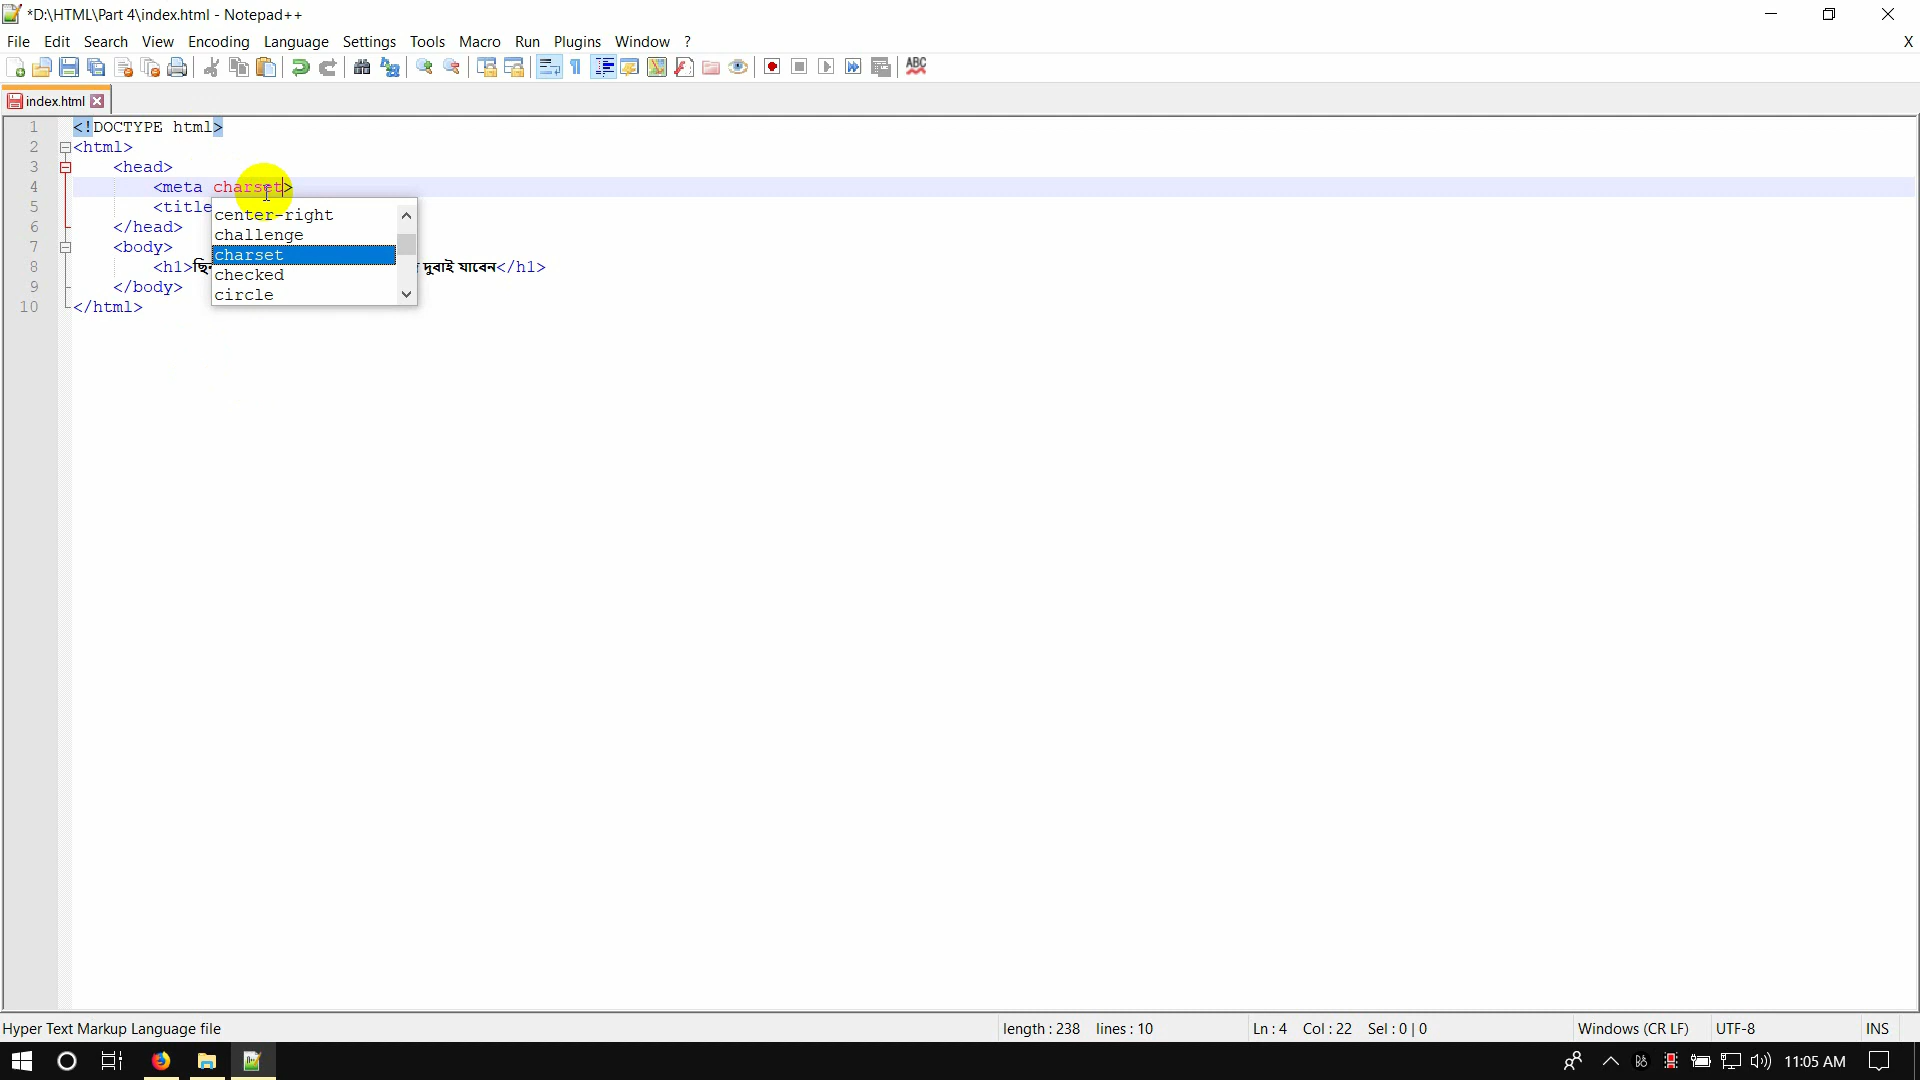 *D:\HTML\Part 4\index.html - Notepad++
File Edit Search View Encoding Language Settings Tools Macro Run Plugins Window ? X
ABC
index.html
1 <!DOCTYPE html>
2 <html>
3 <head>
4 <meta charset>
5 <title
6 </head>
7 <body>
8 <h1> দুবাই যাবেন</h1>
9 </body>
10 </html>
center-right
challenge
charset
checked
circle
Hyper Text Markup Language file length : 238 lines : 10 Ln : 4 Col : 22 Sel : 0 | 0 Windows (CR LF) UTF-8 INS
11:05 AM